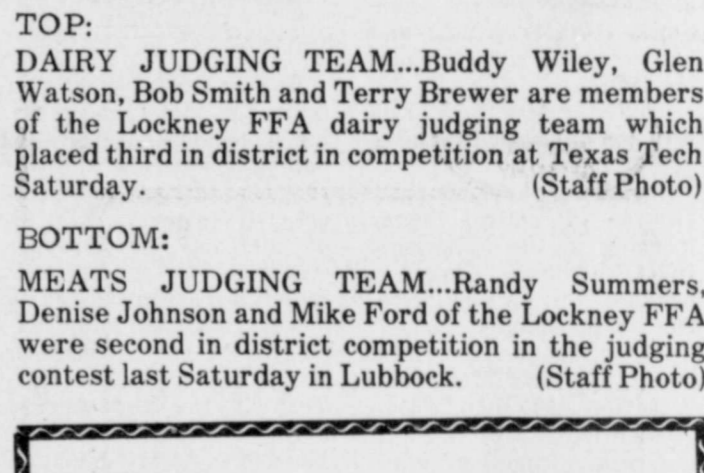 TOP:
DAIRY JUDGING TEAM...Buddy Wiley, Glen
Watson, Bob Smith and Terry Brewer are members
of the Lockney FFA dairy judging team which
placed third in district in competition at Texas Tech
Saturday. (Staff Photo)
BOTTOM:
MEATS JUDGING TEAM...Randy Summers,
Denise Johnson and Mike Ford of the Lockney FFA
were second in district competition in the judging
contest last Saturday in Lubbock. (Staff Photo)